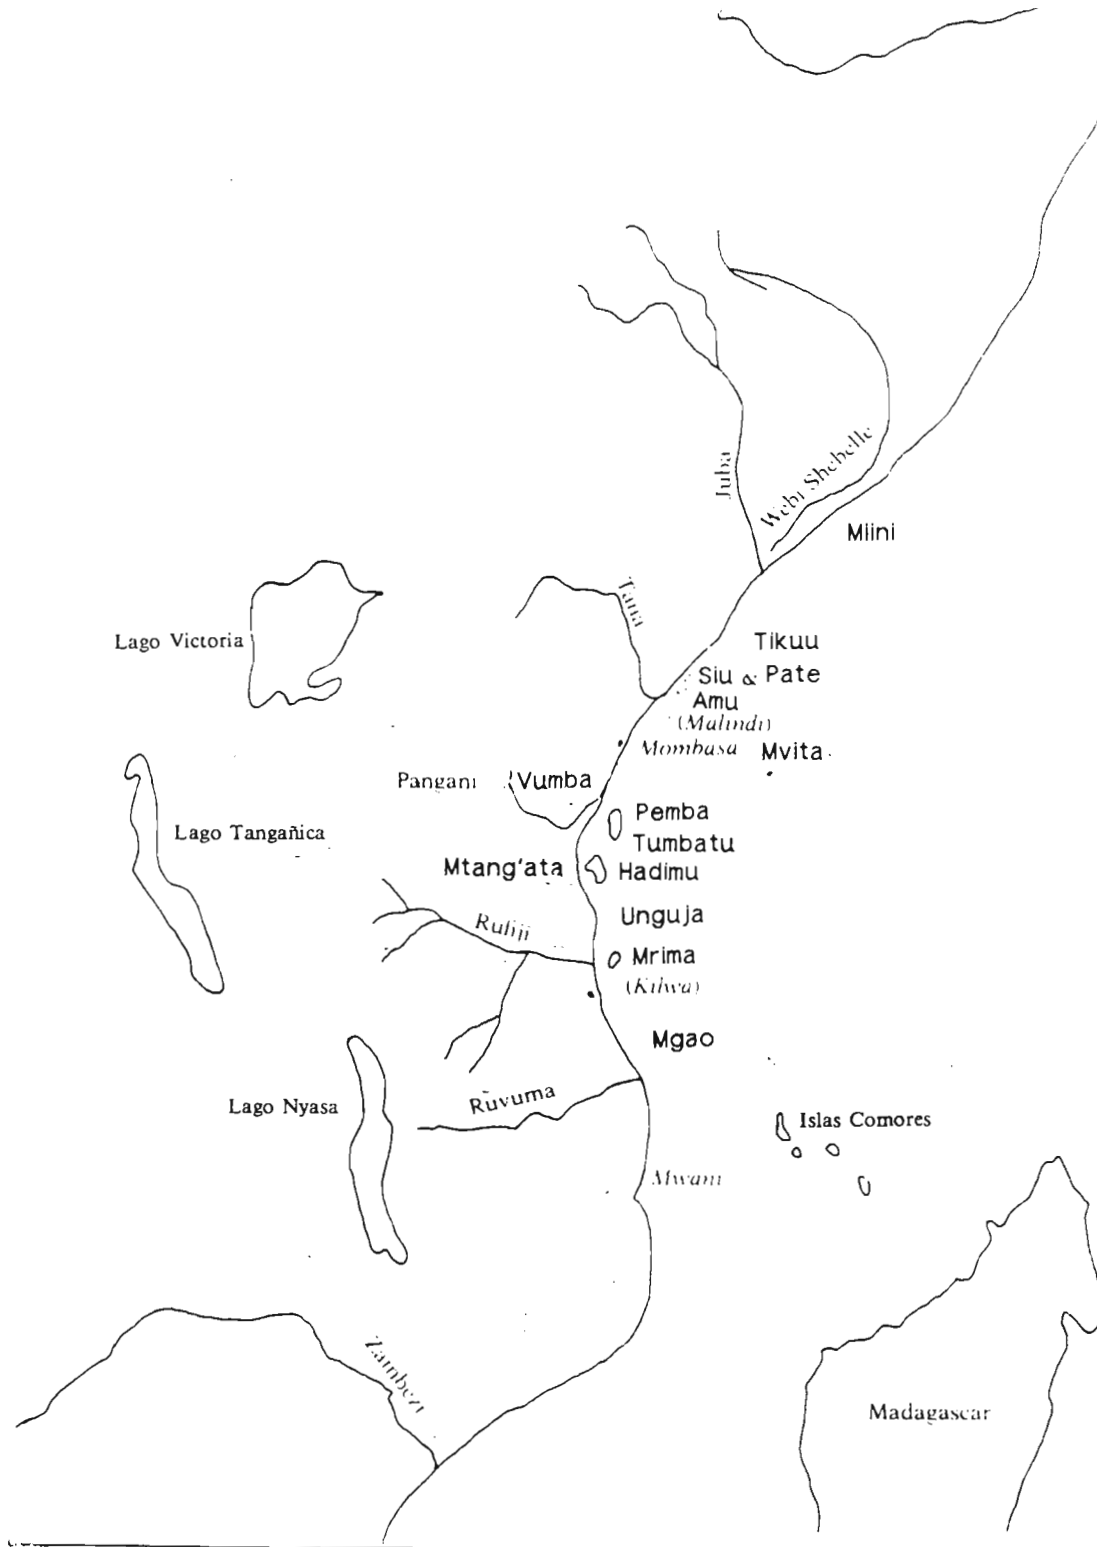 Juba
Webi Shebelle
Miini
Tana
Lago Victoria
Tikuu
Siu & Pate
Amu
(Malindi)
Mombasa Mvita
Pangani Vumba
Pemba
Lago Tangañica
Tumbatu
Mtang'ata Hadimu
Unguja
Rufiji
Mrima
(Kilwa)
Mgao
Ruvuma
Lago Nyasa
Islas Comores
Mwani
Zambezi
Madagascar